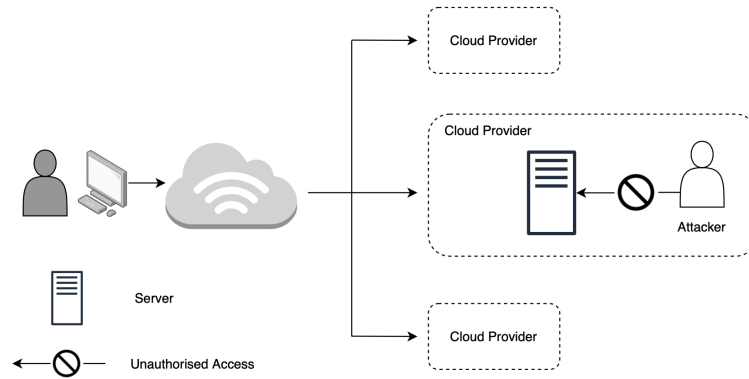 Cloud Provider
Cloud Provider
Attacker
Server
Cloud Provider
Unauthorised Access